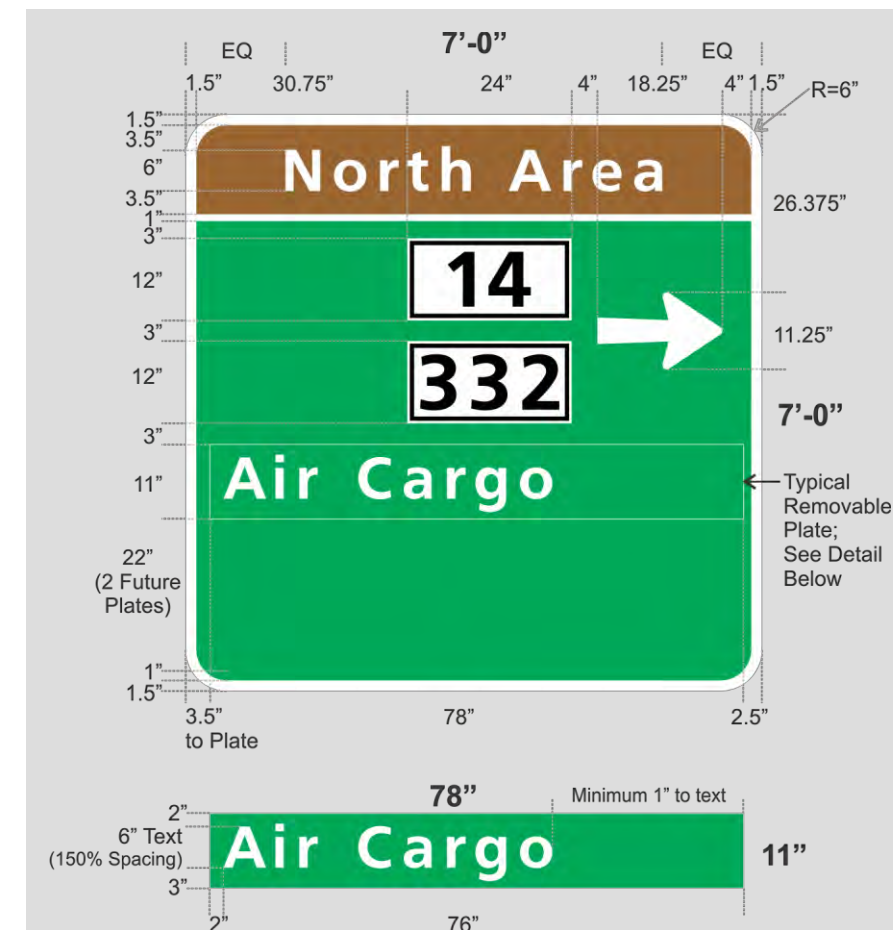 7’-0”
EQ EQ
1.5” 30.75” 24” 4” 18.25” 4” 1.5”
R=6”
1.5”
3.5”
6”
3.5”
1”
3”
12”
3”
12”
3”
11”
22”
(2 Future
Plates)
1”
1.5”
North Area
14
332
Air Cargo
26.375”
11.25”
7’-0”
Typical
Removable
Plate;
See Detail
Below
3.5” 78” 2.5”
to Plate
78” Minimum 1” to text
2”
6” Text
(150% Spacing)
3”
Air Cargo
11”
2” 76”